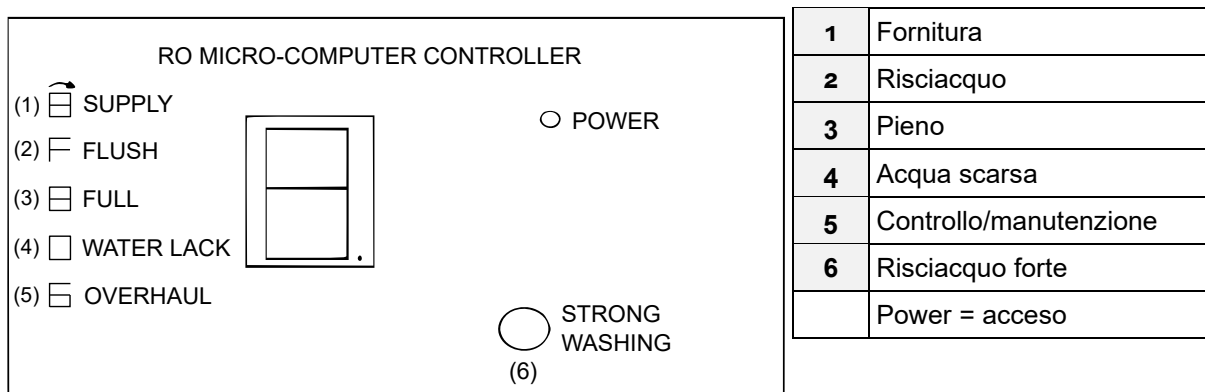 RO MICRO-COMPUTER CONTROLLER
(1) SUPPLY
(2) FLUSH
(3) FULL
(4) WATER LACK
(5) OVERHAUL
POWER
STRONG
WASHING
(6)
1 Fornitura
2 Risciacquo
3 Pieno
4 Acqua scarsa
5 Controllo/manutenzione
6 Risciacquo forte
Power = acceso